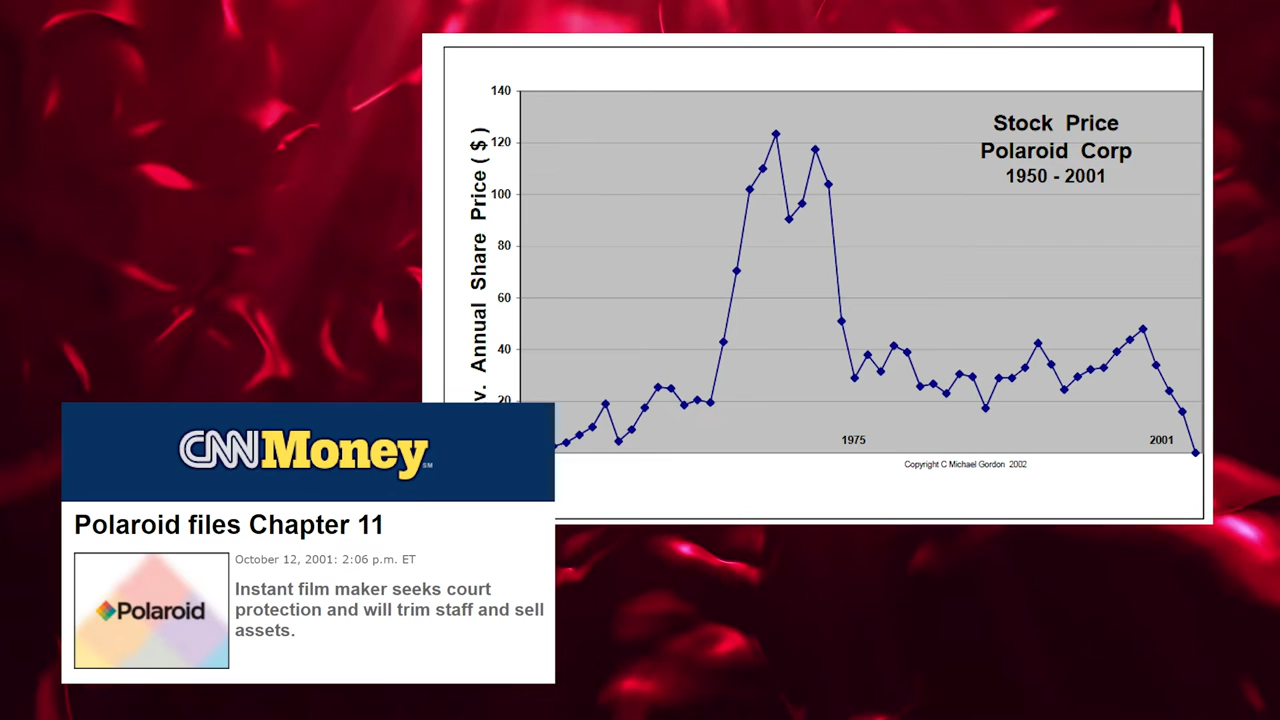 140
120
100
80
60
40
20
v. Annual Share Price ( $ )
Stock Price
Polaroid Corp
1950 - 2001
1975
2001
Copyright C Michael Gordon 2002
CNNMoney
SM
Polaroid files Chapter 11
October 12, 2001: 2:06 p.m. ET
Instant film maker seeks court
protection and will trim staff and sell
assets.
Polaroid